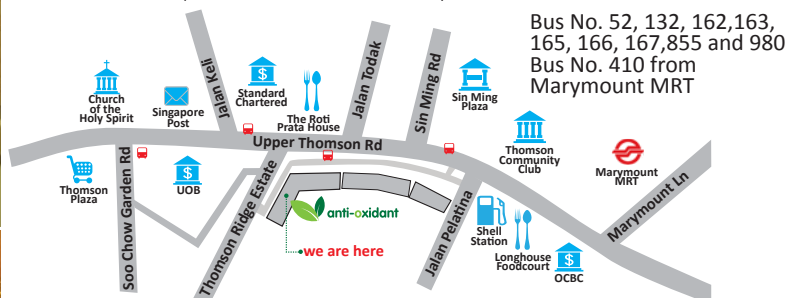 Bus No. 52, 132, 162,163,
165, 166, 167,855 and 980
Bus No. 410 from
Marymount MRT
Church
of the
Holy Spirit
Singapore
Post
Jalan Keli
Standard
Chartered
The Roti
Prata House
Jalan Todak
Sin Ming Rd
Sin Ming
Plaza
Thomson
Community
Club
Marymount
MRT
Upper Thomson Rd
Thomson
Plaza
Soo Chow Garden Rd
UOB
Thomson Ridge Estate
anti-oxidant
we are here
Jalan Pelatina
Shell
Station
Longhouse
Foodcourt
OCBC
Marymount Ln